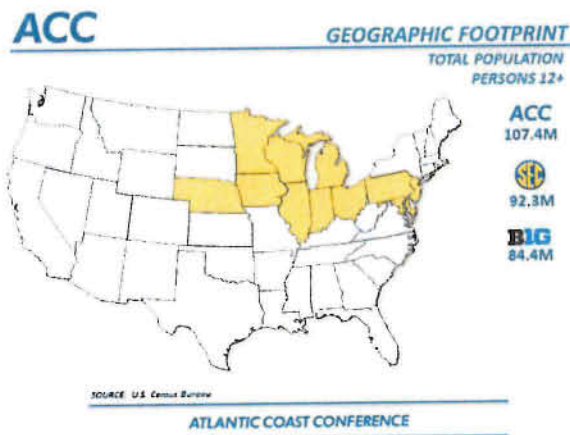 ACC
GEOGRAPHIC FOOTPRINT
TOTAL POPULATION
PERSONS 12+
ACC
107.4M
SEC
92.3M
B1G
84.4M
SOURCE: U.S. Census Bureau
ATLANTIC COAST CONFERENCE